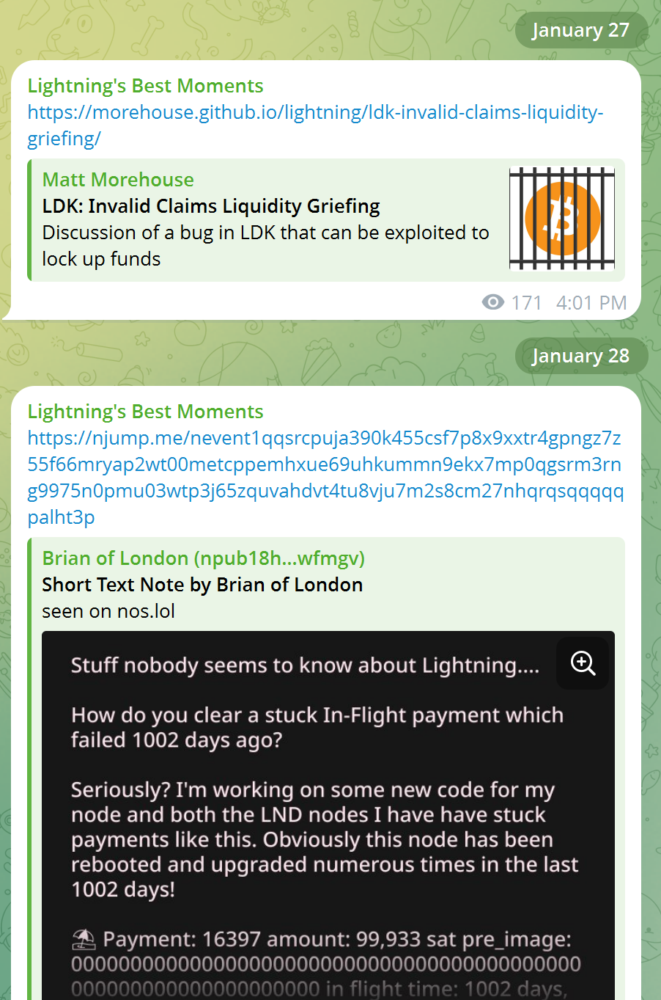 January 27
Lightning's Best Moments
https://morehouse.github.io/lightning/ldk-invalid-claims-liquidity-
griefing/
Matt Morehouse
LDK: Invalid Claims Liquidity Griefing
Discussion of a bug in LDK that can be exploited to
lock up funds
171 4:01 PM
January 28
Lightning's Best Moments
https://njump.me/nevent1qqsrcpuja390k455csf7p8x9xxtr4gpngz7z
55f66mryap2wt00metcppemhxue69uhkummn9ekx7mp0qgsrm3rn
g9975n0pmu03wtp3j65zquvahdvt4tu8vju7m2s8cm27nhqrqsqqqqq
palht3p
Brian of London (npub18h...wfmgv)
Short Text Note by Brian of London
seen on nos.lol
Stuff nobody seems to know about Lightning....
How do you clear a stuck In-Flight payment which
failed 1002 days ago?
Seriously? I'm working on some new code for my
node and both the LND nodes I have have stuck
payments like this. Obviously this node has been
rebooted and upgraded numerous times in the last
1002 days!
⛱ Payment: 16397 amount: 99,933 sat pre_image:
0000000000000000000000000000000000000000000
000000000000000000000 in flight time: 1002 days,